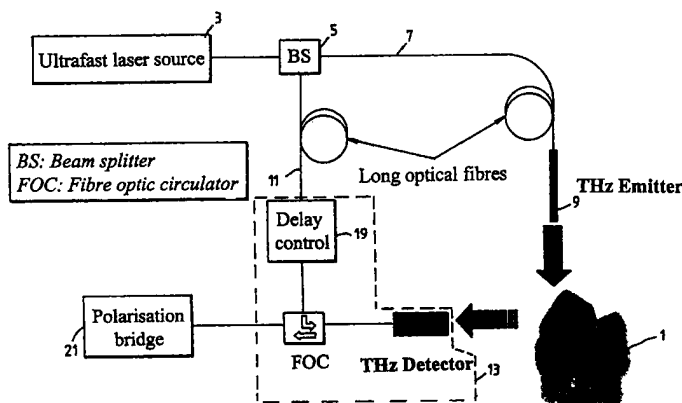 3
Ultrafast laser source
BS
5
7
BS: Beam splitter
FOC: Fibre optic circulator
11
Long optical fibres
THz Emitter
9
Delay
control
19
Polarisation
bridge
21
FOC
THz Detector
13
1